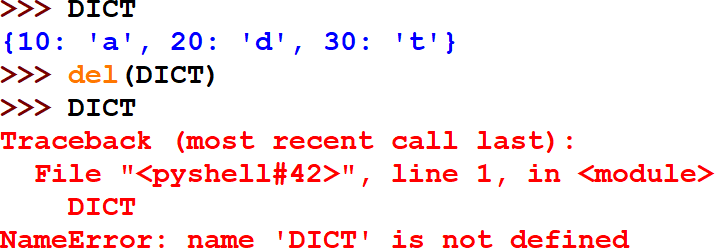 >>> DICT
{10: 'a', 20: 'd', 30: 't'}
>>> del(DICT)
>>> DICT
Traceback (most recent call last):
  File "<pyshell#42>", line 1, in <module>
    DICT
NameError: name 'DICT' is not defined